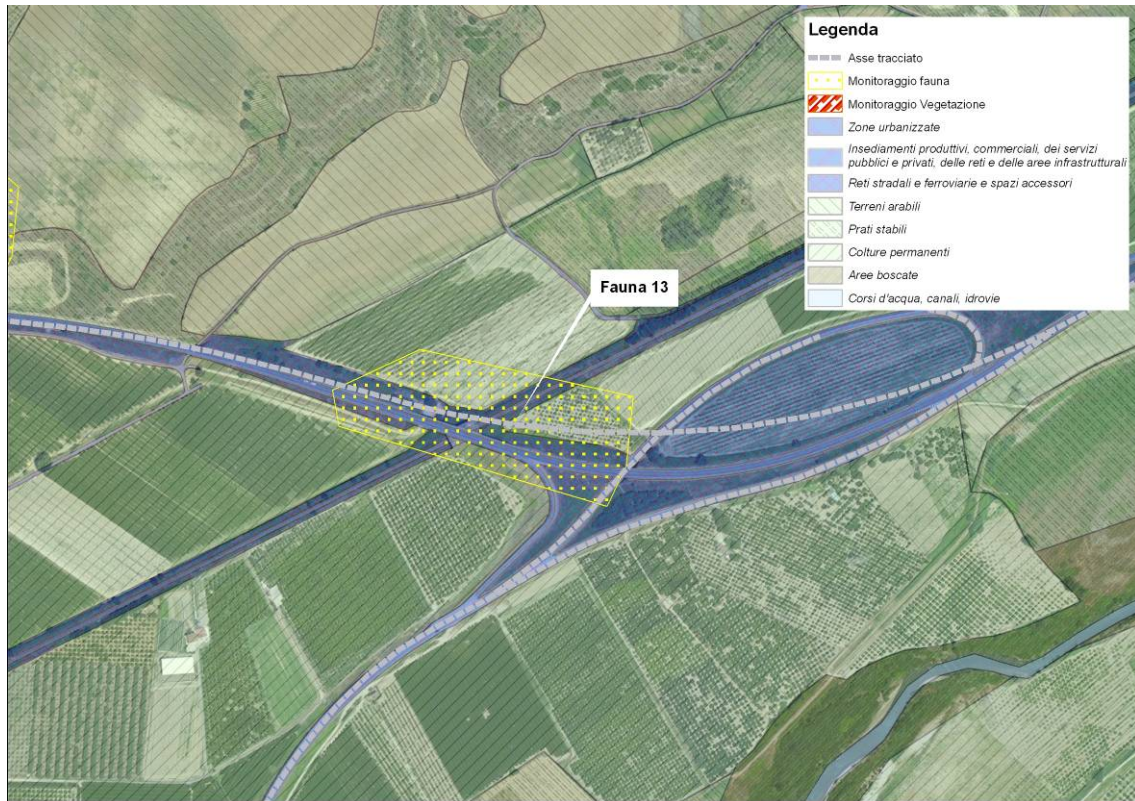 Legenda
Asse tracciato
Monitoraggio fauna
Monitoraggio Vegetazione
Zone urbanizzate
Insediamenti produttivi, commerciali, dei servizi
pubblici e privati, delle reti e delle aree infrastrutturali
Reti stradali e ferroviarie e spazi accessori
Terreni arabili
Prati stabili
Colture permanenti
Aree boscate
Corsi d'acqua, canali, idrovie
Fauna 13